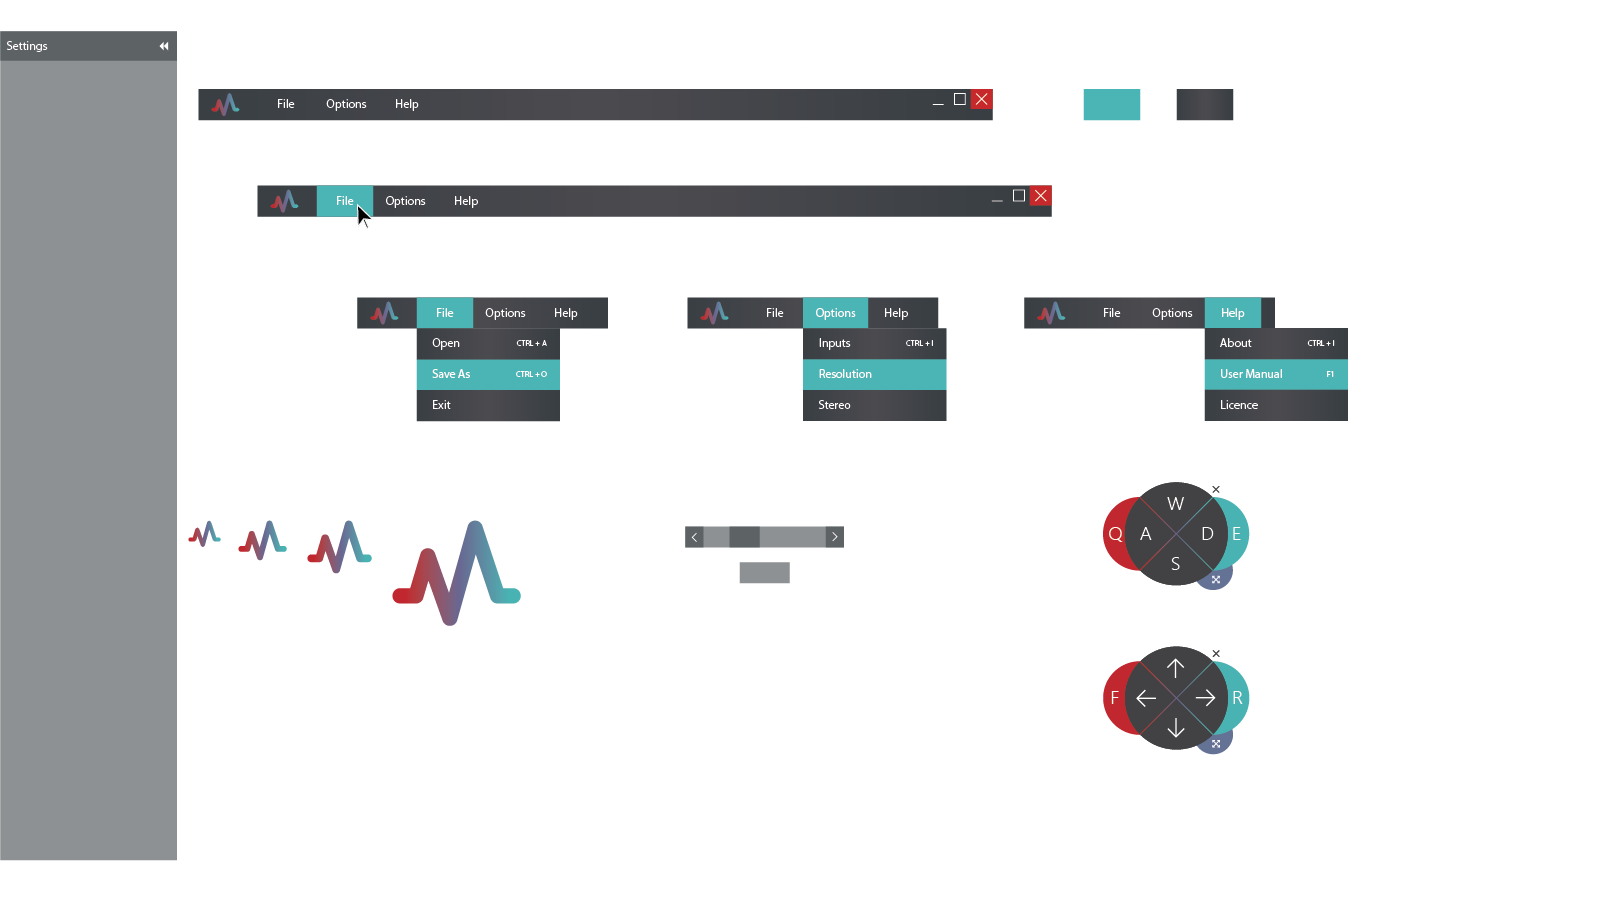 Settings
File Options Help
File Options Help
File Options Help
Open CTRL + A
Save As CTRL + O
Exit
File Options Help
Inputs CTRL + I
Resolution
Stereo
File Options Help
About CTRL + I
User Manual F1
Licence
W
Q A D E
S
F R